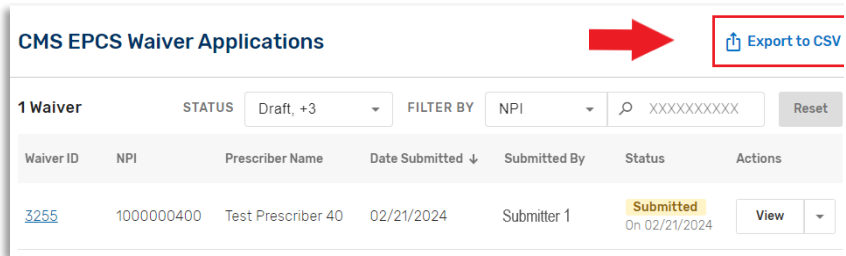 CMS EPCS Waiver Applications
Export to CSV
1 Waiver STATUS Draft, +3 FILTER BY NPI XXXXXXXXXX Reset
Waiver ID NPI Prescriber Name Date Submitted ↓ Submitted By Status Actions
3255 1000000400 Test Prescriber 40 02/21/2024 Submitter 1 Submitted View
On 02/21/2024